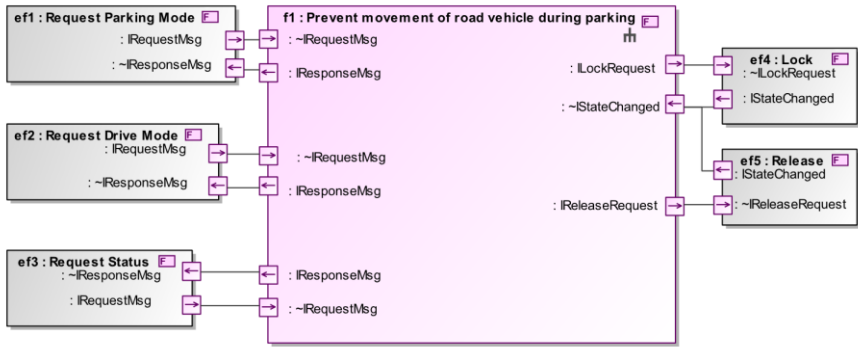 ef1 : Request Parking Mode F
: IRequestMsg
: ~IResponseMsg
ef2 : Request Drive Mode F
: IRequestMsg
: ~IResponseMsg
ef3 : Request Status F
: ~IResponseMsg
: IRequestMsg
f1 : Prevent movement of road vehicle during parking F
: ~IRequestMsg
: IResponseMsg
: ~IRequestMsg
: IResponseMsg
: IResponseMsg
: ~IRequestMsg
: ILockRequest
: ~IStateChanged
: IReleaseRequest
ef4 : Lock F
: ~ILockRequest
: IStateChanged
ef5 : Release F
: IStateChanged
: ~IReleaseRequest